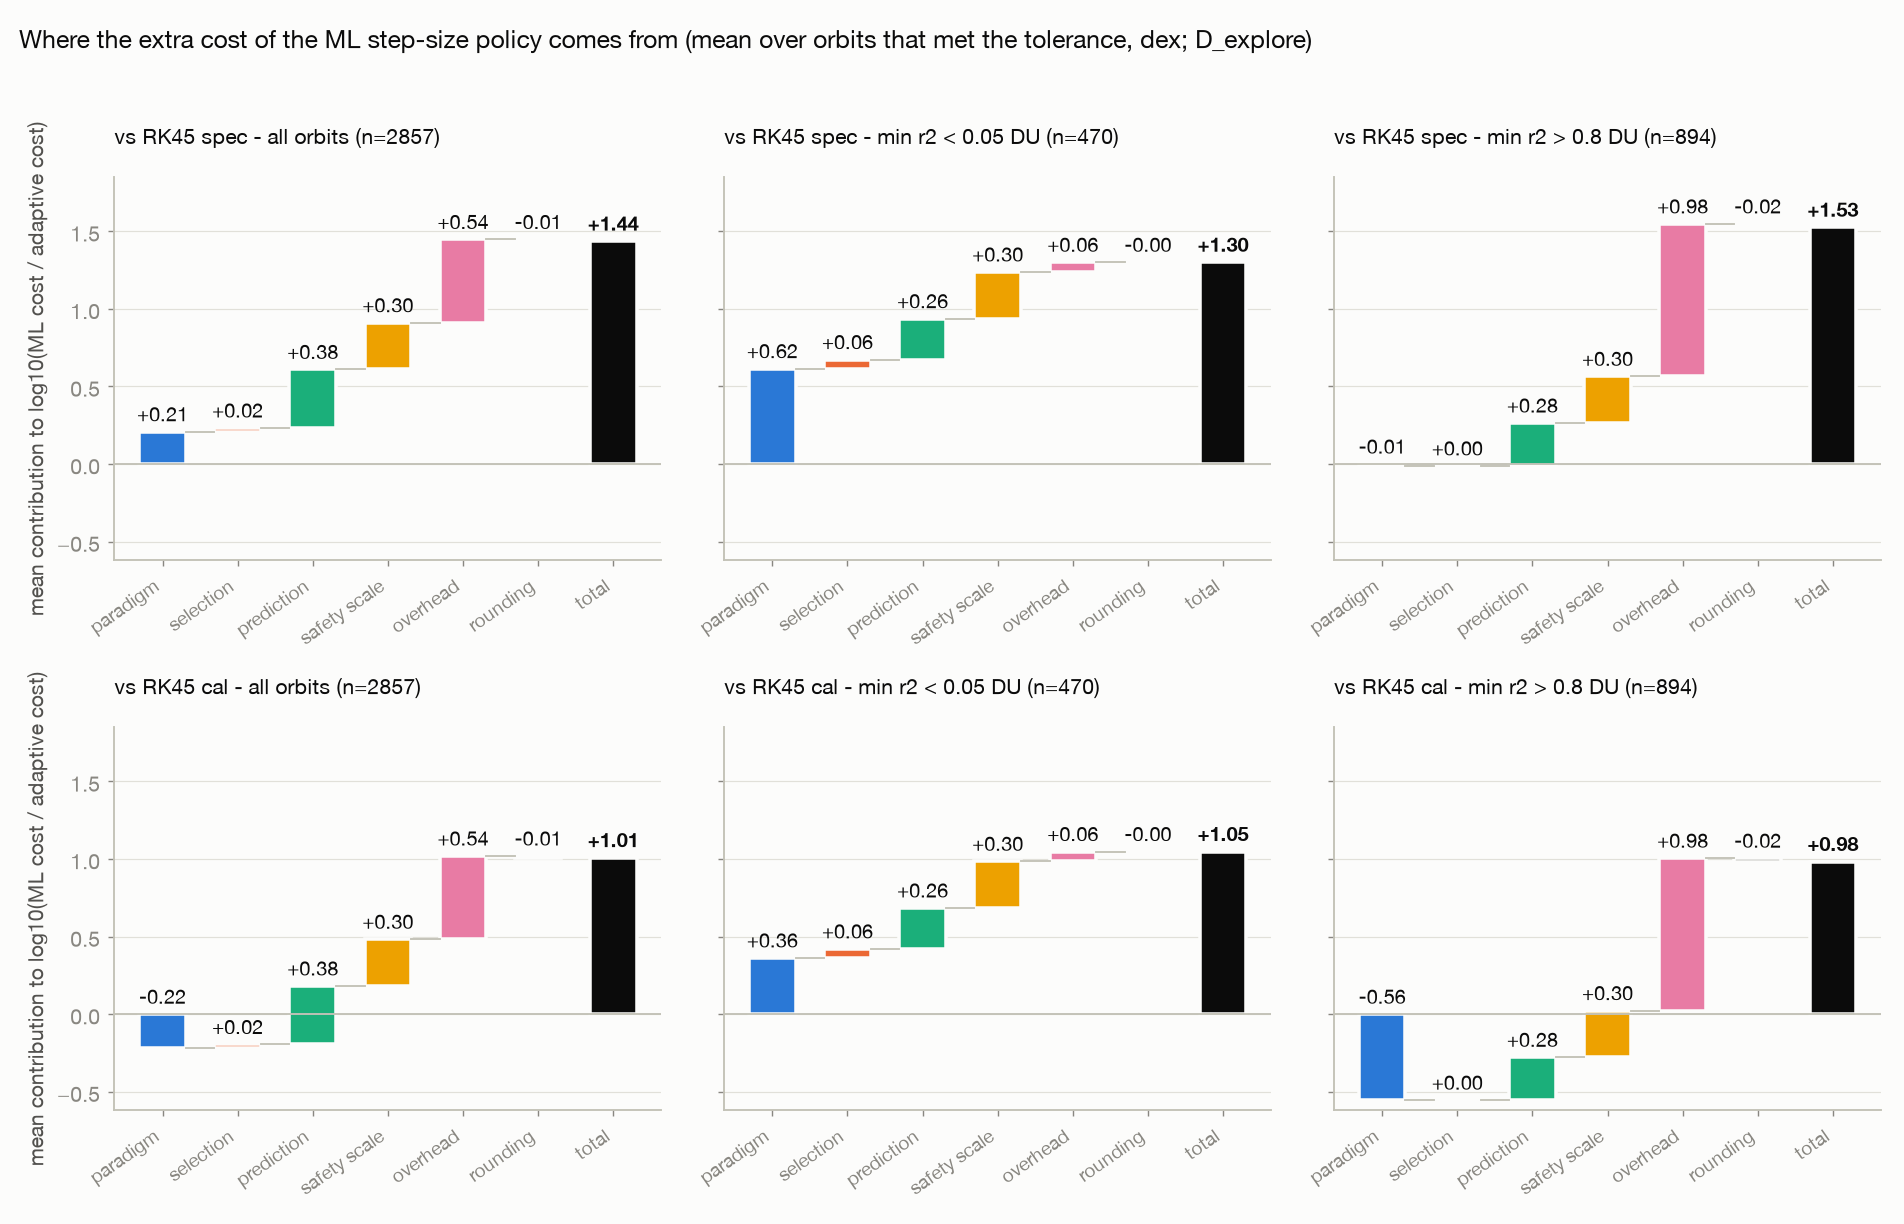 Where the extra cost of the ML step-size policy comes from (mean over orbits that met the tolerance, dex; D_explore)
mean contribution to log10(ML cost / adaptive cost)
vs RK45 spec - all orbits (n=2857)
1.5
1.0
0.5
0.0
−0.5
+0.21
+0.02
+0.38
+0.30
+0.54
-0.01
+1.44
paradigm
selection
prediction
safety scale
overhead
rounding
total
vs RK45 spec - min r2 < 0.05 DU (n=470)
+0.62
+0.06
+0.26
+0.30
+0.06
-0.00
+1.30
paradigm
selection
prediction
safety scale
overhead
rounding
total
vs RK45 spec - min r2 > 0.8 DU (n=894)
-0.01
+0.00
+0.28
+0.30
+0.98
-0.02
+1.53
paradigm
selection
prediction
safety scale
overhead
rounding
total
mean contribution to log10(ML cost / adaptive cost)
vs RK45 cal - all orbits (n=2857)
1.5
1.0
0.5
0.0
−0.5
-0.22
+0.02
+0.38
+0.30
+0.54
-0.01
+1.01
paradigm
selection
prediction
safety scale
overhead
rounding
total
vs RK45 cal - min r2 < 0.05 DU (n=470)
+0.36
+0.06
+0.26
+0.30
+0.06
-0.00
+1.05
paradigm
selection
prediction
safety scale
overhead
rounding
total
vs RK45 cal - min r2 > 0.8 DU (n=894)
-0.56
+0.00
+0.28
+0.30
+0.98
-0.02
+0.98
paradigm
selection
prediction
safety scale
overhead
rounding
total